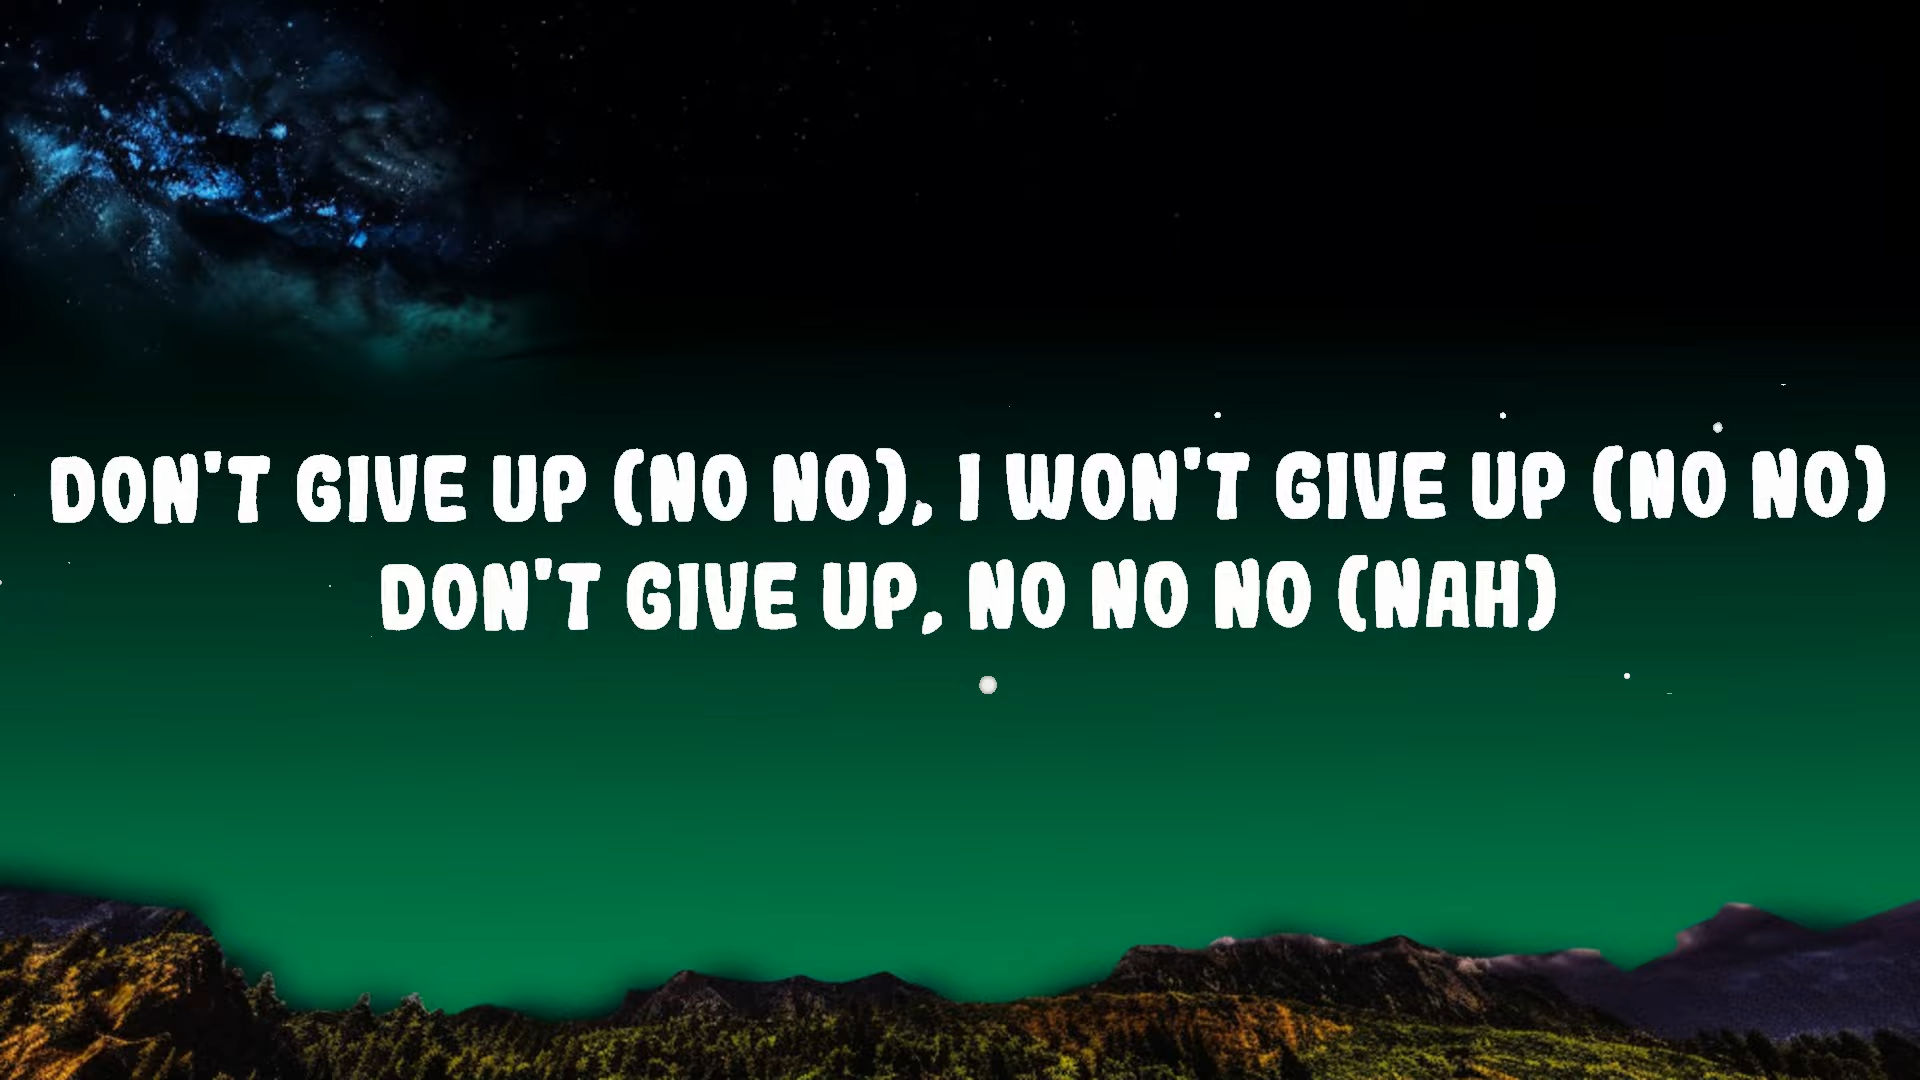 DON'T GIVE UP (NO NO), I WON'T GIVE UP (NO NO)
DON'T GIVE UP, NO NO NO (NAH)